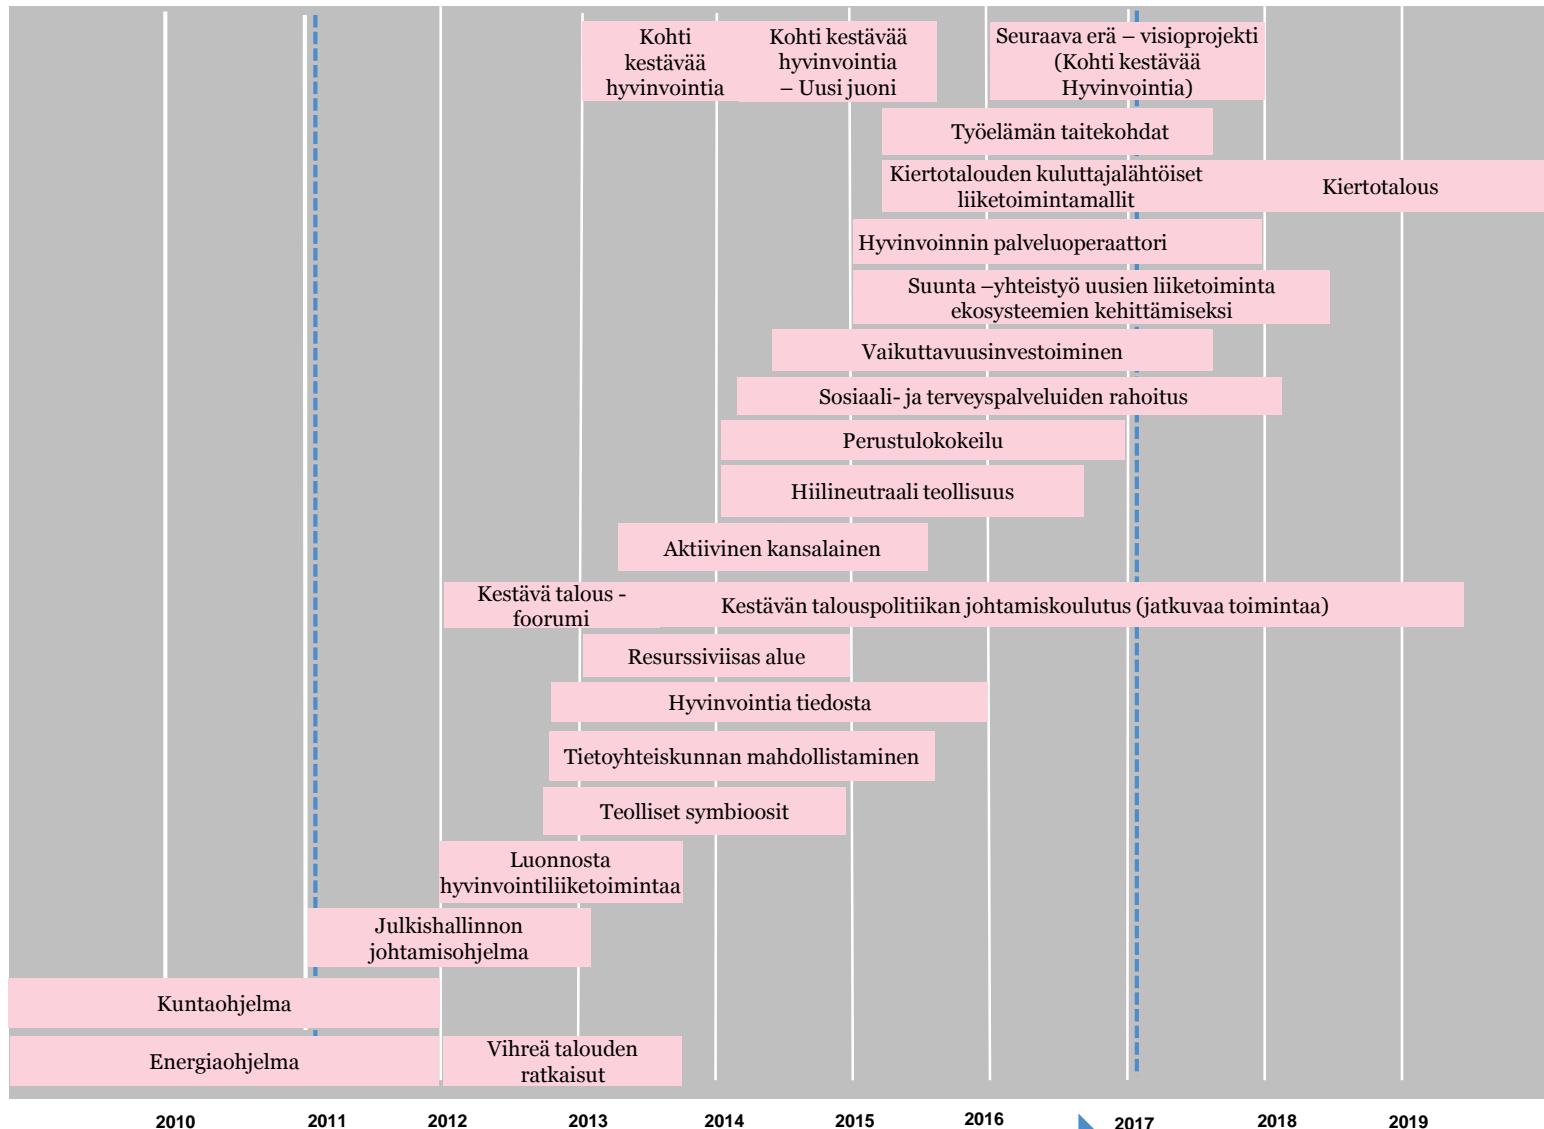 Kohti
kestävää
hyvinvointia
Kohti kestävää
hyvinvointia
– Uusi juoni
Seuraava erä – visioprojekti
(Kohti kestävää
Hyvinvointia)
Työelämän taitekohdat
Kiertotalouden kuluttajalähtöiset
liiketoimintamallit
Kiertotalous
Hyvinvoinnin palveluoperaattori
Suunta –yhteistyö uusien liiketoiminta
ekosysteemien kehittämiseksi
Vaikuttavuusinvestoiminen
Sosiaali- ja terveyspalveluiden rahoitus
Perustulokokeilu
Hiilineutraali teollisuus
Aktiivinen kansalainen
Kestävä talous -
foorumi
Kestävän talouspolitiikan johtamiskoulutus (jatkuvaa toimintaa)
Resurssiviisas alue
Hyvinvointia tiedosta
Tietoyhteiskunnan mahdollistaminen
Teolliset symbioosit
Luonnosta
hyvinvointiliiketoimintaa
Julkishallinnon
johtamisohjelma
Kuntaohjelma
Energiaohjelma
Vihreä talouden
ratkaisut
2010 2011 2012 2013 2014 2015 2016 2017 2018 2019